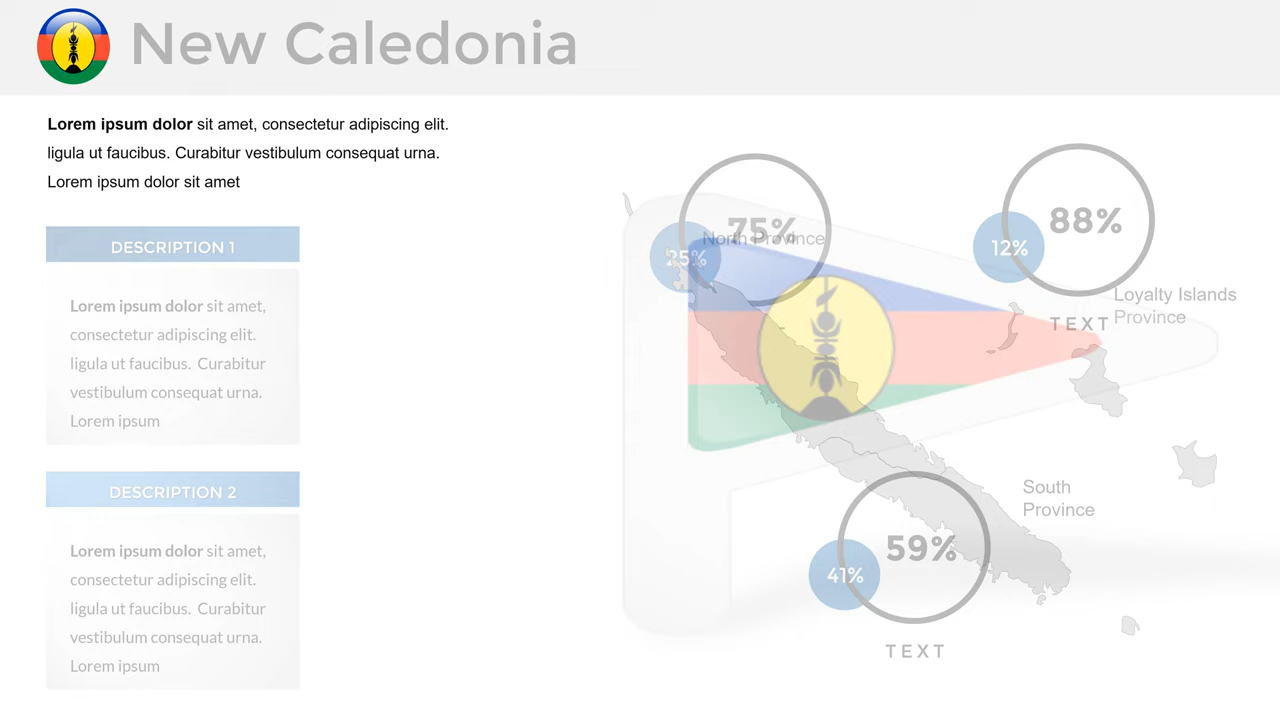 New Caledonia
Lorem ipsum dolor sit amet, consectetur adipiscing elit.
ligula ut faucibus. Curabitur vestibulum consequat urna.
Lorem ipsum dolor sit amet
DESCRIPTION 1
Lorem ipsum dolor sit amet,
consectetur adipiscing elit.
ligula ut faucibus. Curabitur
vestibulum consequat urna.
Lorem ipsum
DESCRIPTION 2
Lorem ipsum dolor sit amet,
consectetur adipiscing elit.
ligula ut faucibus. Curabitur
vestibulum consequat urna.
Lorem ipsum
75%
North Province
25%
88%
12%
Loyalty Islands
Province
TEXT
South
Province
59%
41%
TEXT